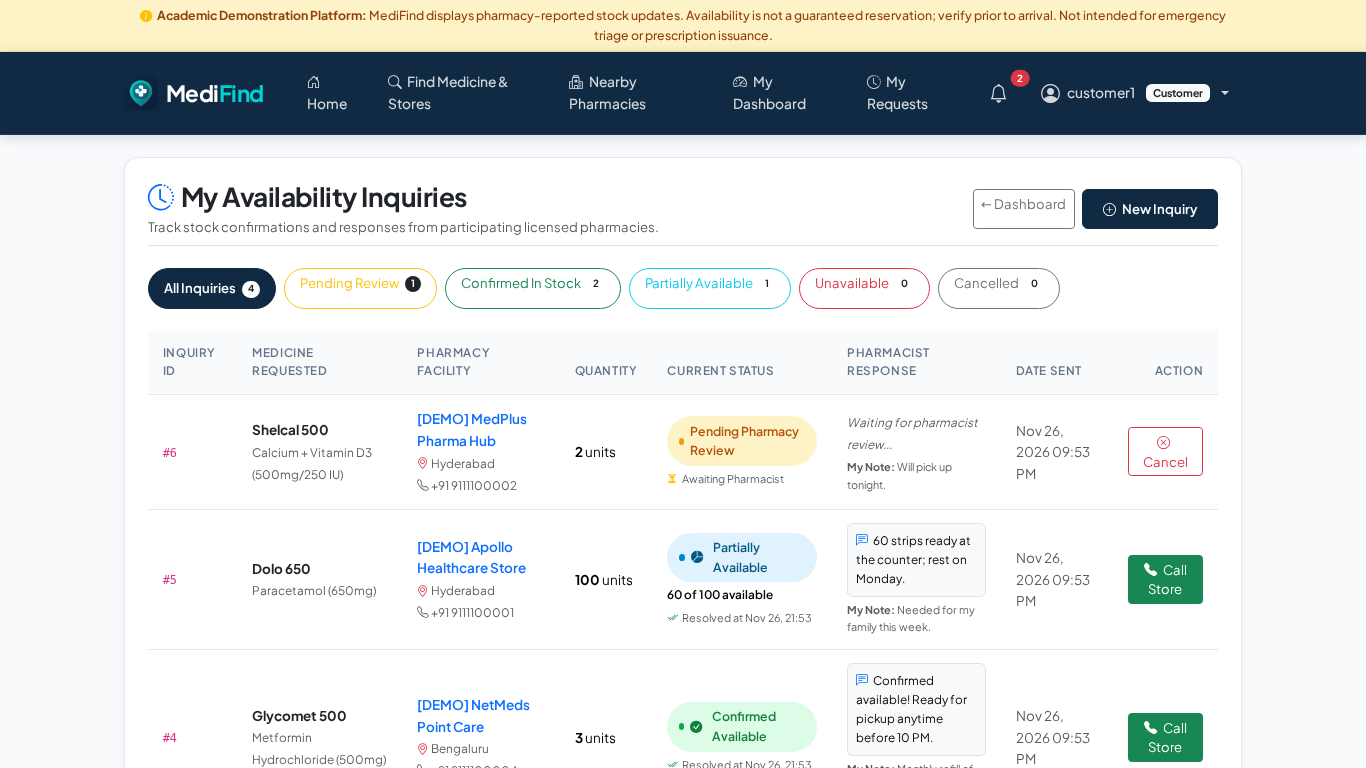 Academic Demonstration Platform: MediFind displays pharmacy-reported stock updates. Availability is not a guaranteed reservation; verify prior to arrival. Not intended for emergency
triage or prescription issuance.
MediFind
Home
Find Medicine &
Stores
Nearby
Pharmacies
My
Dashboard
My
Requests
2
customer1
Customer
My Availability Inquiries
Track stock confirmations and responses from participating licensed pharmacies.
← Dashboard
New Inquiry
All Inquiries 4
Pending Review 1
Confirmed In Stock 2
Partially Available 1
Unavailable 0
Cancelled 0
INQUIRY
ID
MEDICINE
REQUESTED
PHARMACY
FACILITY
QUANTITY
CURRENT STATUS
PHARMACIST
RESPONSE
DATE SENT
ACTION
#6
Shelcal 500
Calcium + Vitamin D3
(500mg/250 IU)
[DEMO] MedPlus
Pharma Hub
Hyderabad
+91 9111100002
2 units
Pending Pharmacy
Review
Awaiting Pharmacist
Waiting for pharmacist
review...
My Note: Will pick up
tonight.
Nov 26,
2026 09:53
PM
Cancel
#5
Dolo 650
Paracetamol (650mg)
[DEMO] Apollo
Healthcare Store
Hyderabad
+91 9111100001
100 units
Partially
Available
60 of 100 available
Resolved at Nov 26, 21:53
60 strips ready at
the counter; rest on
Monday.
My Note: Needed for my
family this week.
Nov 26,
2026 09:53
PM
Call
Store
#4
Glycomet 500
Metformin
Hydrochloride (500mg)
[DEMO] NetMeds
Point Care
Bengaluru
3 units
Confirmed
Available
Resolved at Nov 26, 21:53
Confirmed
available! Ready for
pickup anytime
before 10 PM.
My Note: Monthly refill of
Nov 26,
2026 09:53
PM
Call
Store